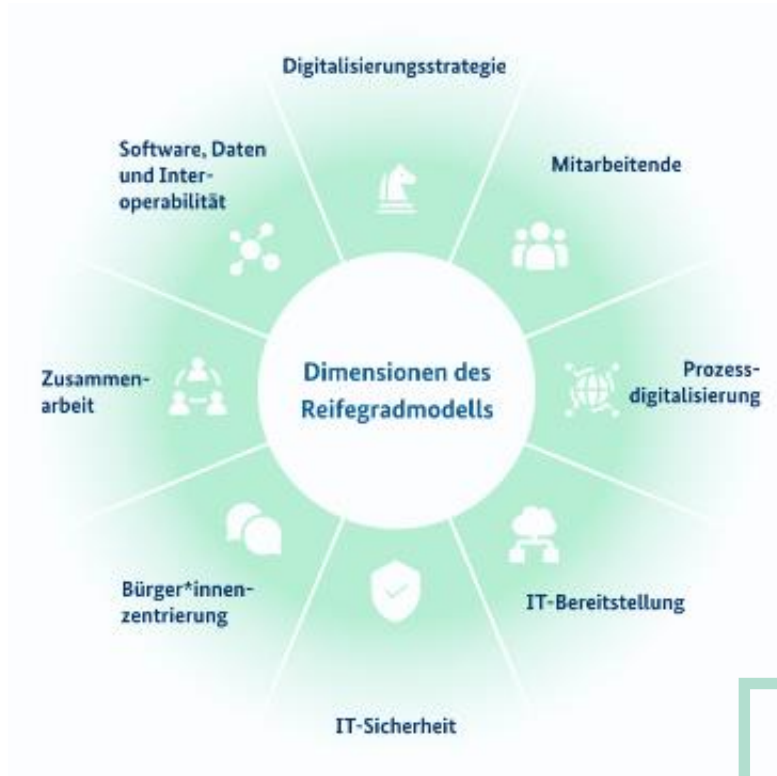 Digitalisierungsstrategie
Software, Daten
und Inter-
operabilität
Mitarbeitende
Dimensionen des
Reifegradmodells
Zusammen-
arbeit
Prozess-
digitalisierung
Bürger*innen-
zentrierung
IT-Bereitstellung
IT-Sicherheit